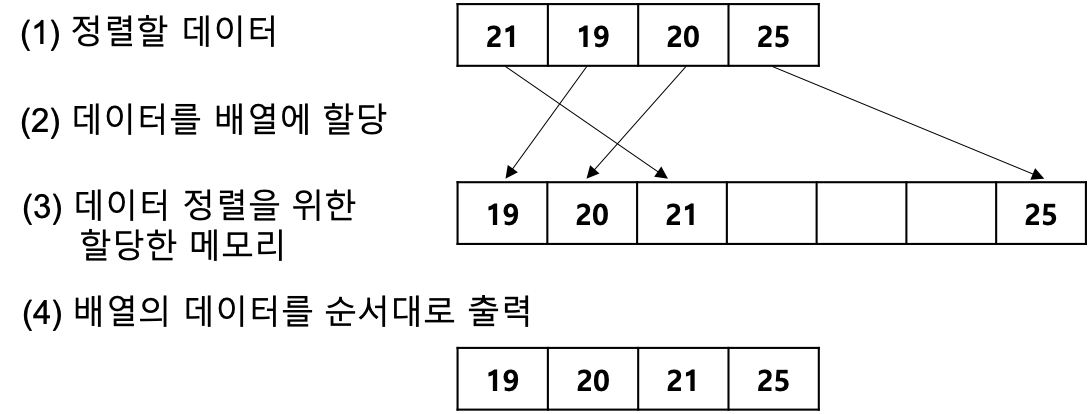 (1) 정렬할 데이터
21 19 20 25
(2) 데이터를 배열에 할당
(3) 데이터 정렬을 위한
할당한 메모리
19 20 21 25
(4) 배열의 데이터를 순서대로 출력
19 20 21 25